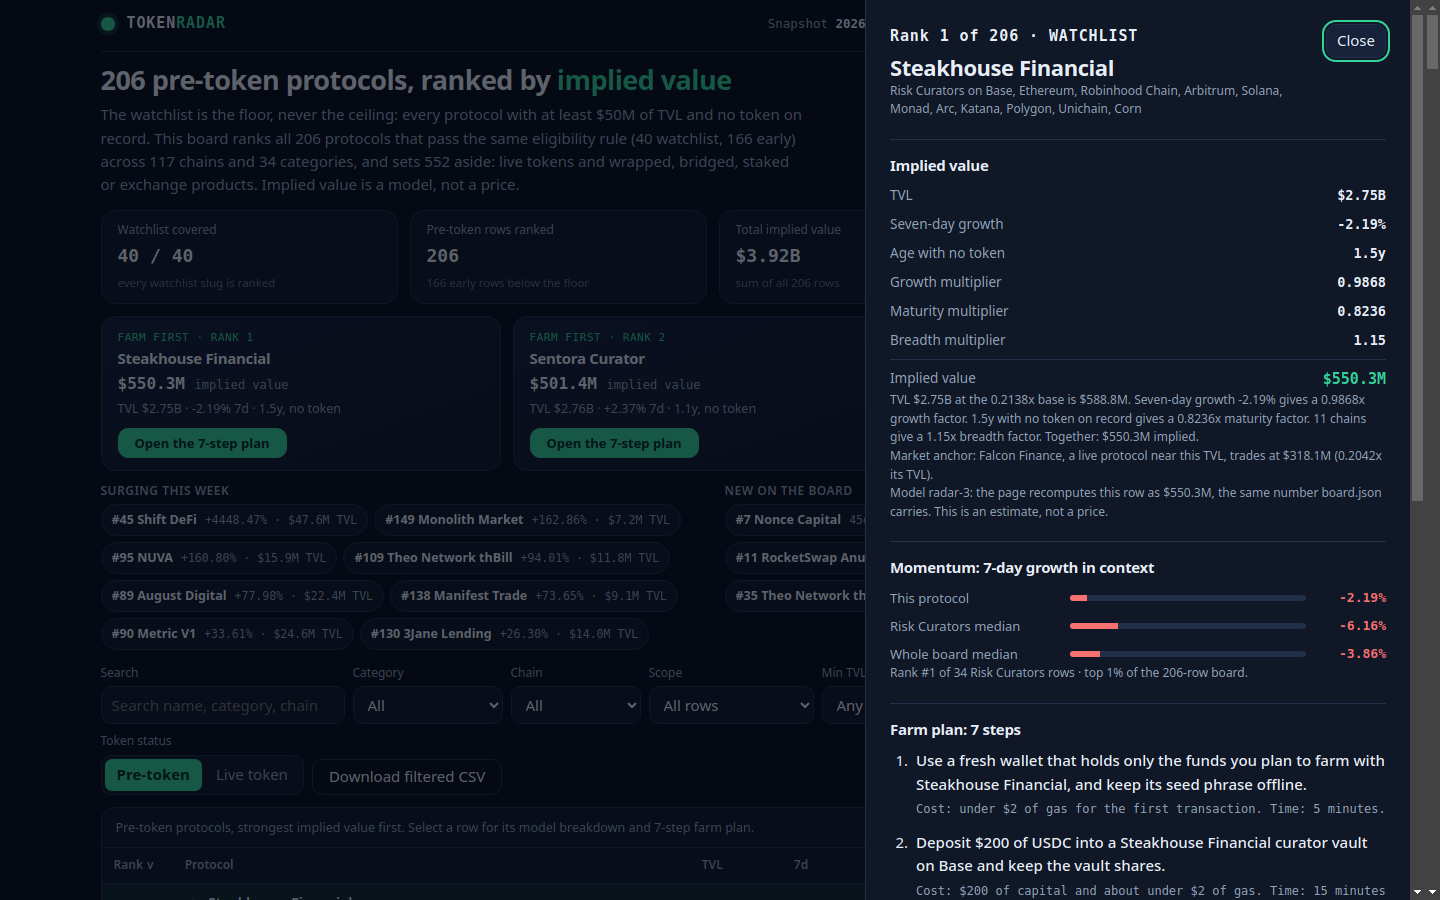 TOKENRADAR
Snapshot 2026
206 pre-token protocols, ranked by implied value
The watchlist is the floor, never the ceiling: every protocol with at least $50M of TVL and no token on
record. This board ranks all 206 protocols that pass the same eligibility rule (40 watchlist, 166 early)
across 117 chains and 34 categories, and sets 552 aside: live tokens and wrapped, bridged, staked
or exchange products. Implied value is a model, not a price.
Watchlist covered
40 / 40
every watchlist slug is ranked
Pre-token rows ranked
206
166 early rows below the floor
Total implied value
$3.92B
sum of all 206 rows
FARM FIRST · RANK 1
Steakhouse Financial
$550.3M implied value
TVL $2.75B · -2.19% 7d · 1.5y, no token
Open the 7-step plan
FARM FIRST · RANK 2
Sentora Curator
$501.4M implied value
TVL $2.76B · +2.37% 7d · 1.1y, no token
Open the 7-step plan
SURGING THIS WEEK
#45 Shift DeFi +4448.47% · $47.6M TVL
#149 Monolith Market +162.86% · $7.2M TVL
#95 NUVA +160.80% · $15.9M TVL
#109 Theo Network thBill +94.01% · $11.8M TVL
#89 August Digital +77.98% · $22.4M TVL
#138 Manifest Trade +73.65% · $9.1M TVL
#90 Metric V1 +33.61% · $24.6M TVL
#130 3Jane Lending +26.30% · $14.0M TVL
NEW ON THE BOARD
#7 Nonce Capital 45
#11 RocketSwap Anu
#35 Theo Network th
Search
Search name, category, chain
Category
All
Chain
All
Scope
All rows
Min TVL
Any
Token status
Pre-token
Live token
Download filtered CSV
Pre-token protocols, strongest implied value first. Select a row for its model breakdown and 7-step farm plan.
Rank v
Protocol
TVL
7d
Rank 1 of 206 · WATCHLIST
Close
Steakhouse Financial
Risk Curators on Base, Ethereum, Robinhood Chain, Arbitrum, Solana,
Monad, Arc, Katana, Polygon, Unichain, Corn
Implied value
TVL $2.75B
Seven-day growth -2.19%
Age with no token 1.5y
Growth multiplier 0.9868
Maturity multiplier 0.8236
Breadth multiplier 1.15
Implied value $550.3M
TVL $2.75B at the 0.2138x base is $588.8M. Seven-day growth -2.19% gives a 0.9868x
growth factor. 1.5y with no token on record gives a 0.8236x maturity factor. 11 chains
give a 1.15x breadth factor. Together: $550.3M implied.
Market anchor: Falcon Finance, a live protocol near this TVL, trades at $318.1M (0.2042x
its TVL).
Model radar-3: the page recomputes this row as $550.3M, the same number board.json
carries. This is an estimate, not a price.
Momentum: 7-day growth in context
This protocol -2.19%
Risk Curators median -6.16%
Whole board median -3.86%
Rank #1 of 34 Risk Curators rows · top 1% of the 206-row board.
Farm plan: 7 steps
1. Use a fresh wallet that holds only the funds you plan to farm with
Steakhouse Financial, and keep its seed phrase offline.
Cost: under $2 of gas for the first transaction. Time: 5 minutes.
2. Deposit $200 of USDC into a Steakhouse Financial curator vault
on Base and keep the vault shares.
Cost: $200 of capital and about under $2 of gas. Time: 15 minutes